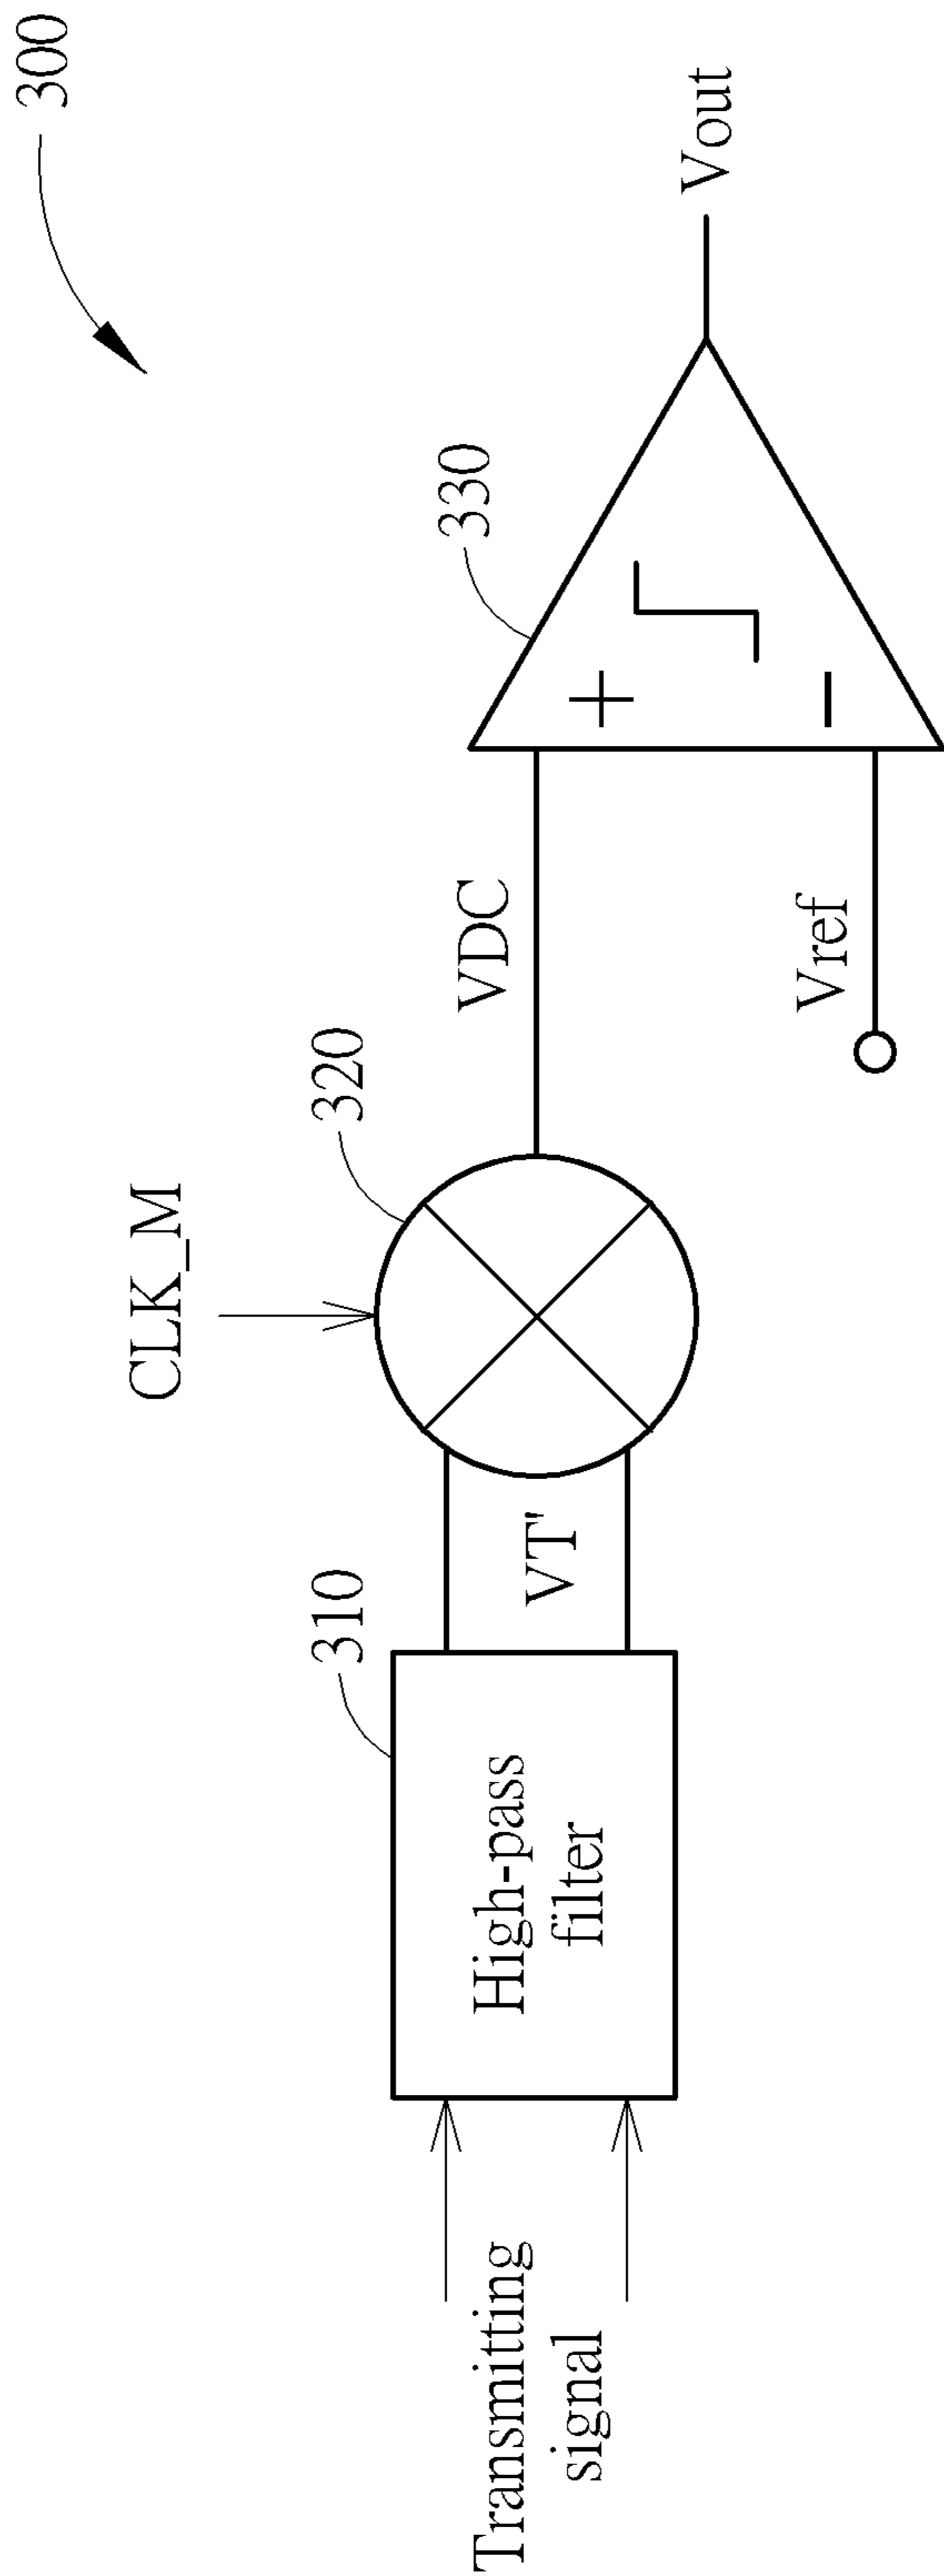 300
CLK_M
320
330
310
VDC
Vout
VT'
High-pass
filter
Transmitting
signal
+
−
Vref